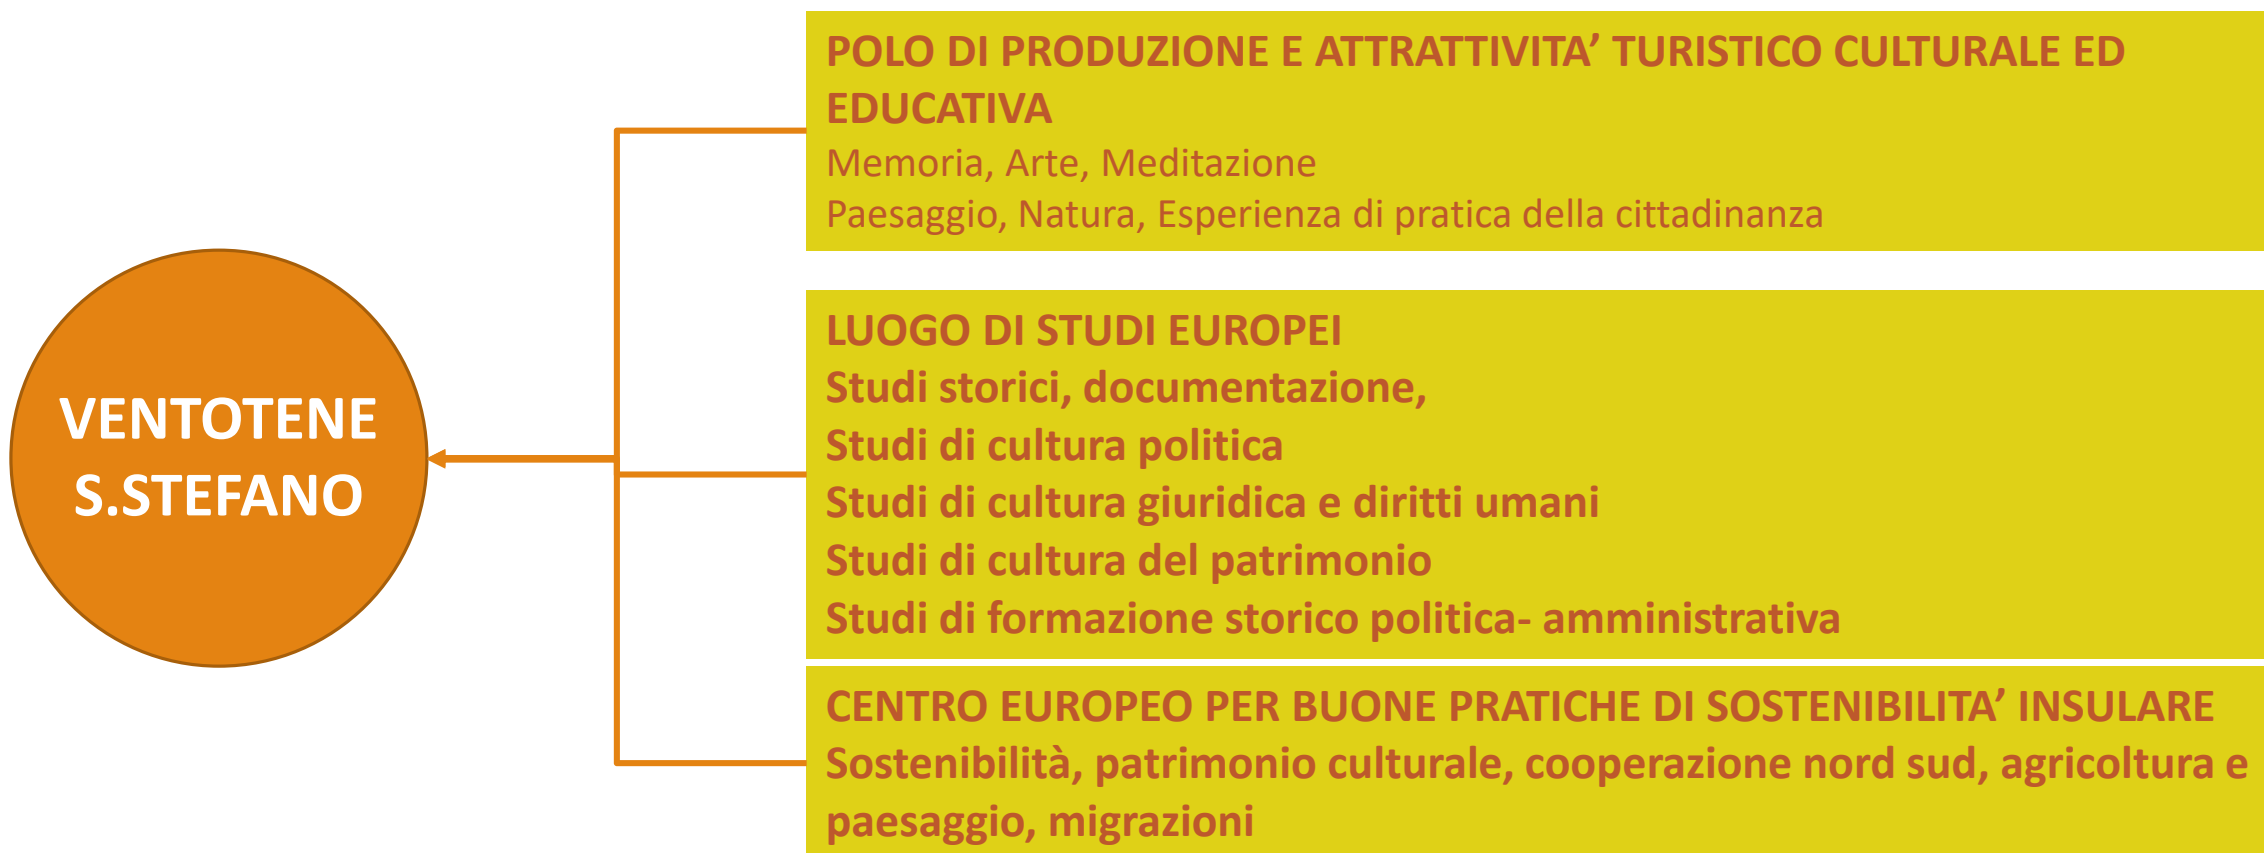 VENTOTENE
S.STEFANO
POLO DI PRODUZIONE E ATTRATTIVITA’ TURISTICO CULTURALE ED
EDUCATIVA
Memoria, Arte, Meditazione
Paesaggio, Natura, Esperienza di pratica della cittadinanza
LUOGO DI STUDI EUROPEI
Studi storici, documentazione,
Studi di cultura politica
Studi di cultura giuridica e diritti umani
Studi di cultura del patrimonio
Studi di formazione storico politica- amministrativa
CENTRO EUROPEO PER BUONE PRATICHE DI SOSTENIBILITA’ INSULARE
Sostenibilità, patrimonio culturale, cooperazione nord sud, agricoltura e
paesaggio, migrazioni